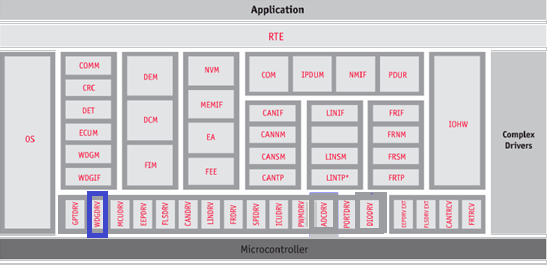 Application
RTE
OS
COMM
CRC
DET
ECUM
WDGM
WDGIF
DEM
DCM
FIM
NVM
MEMIF
EA
FEE
COM
IPDUM
NMIF
PDUR
CANIF
CANNM
CANSM
CANTP
LINIF
LINSM
LINTP*
FRIF
FRNM
FRSM
FRTP
IOHW
Complex
Drivers
GPTDRV
WDGDRV
MCUDRV
EEPDRV
FLSDRV
CANDRV
LINDRV
FRDRV
SPIDRV
ICUDRV
PWMDRV
ADCDRV
PORTDRV
DIODRV
EEPDRV EXT
FLSDRV EXT
CANTRCV
FRTRCV
Microcontroller